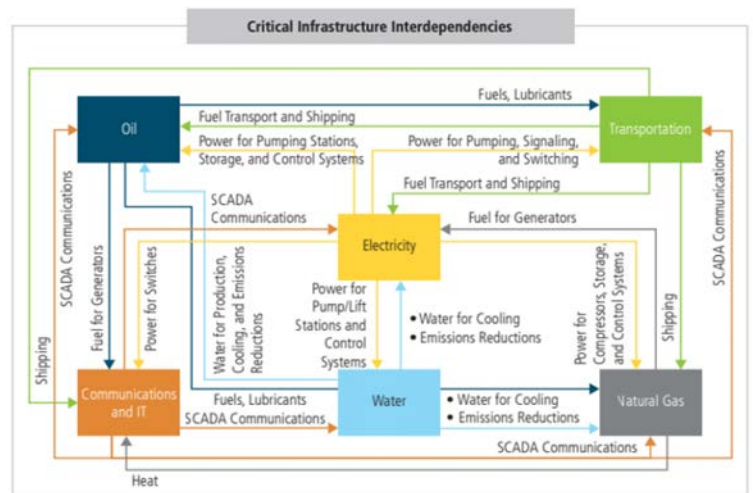 Critical Infrastructure Interdependencies
Fuels, Lubricants
Oil
Fuel Transport and Shipping
Transportation
Power for Pumping Stations,
Storage, and Control Systems
Power for Pumping, Signaling,
and Switching
Fuel Transport and Shipping
SCADA
Communications
Fuel for Generators
Electricity
SCADA Communications
Fuel for Generators
Power for Switches
Water for Production,
Cooling, and Emissions
Reductions
Power for
Pump/Lift
Stations and
Control
Systems
• Water for Cooling
• Emissions Reductions
Power for
Compressors, Storage,
and Control Systems
Shipping
SCADA Communications
Shipping
Communications
and IT
Fuels, Lubricants
SCADA Communications
Water
• Water for Cooling
• Emissions Reductions
Natural Gas
SCADA Communications
Heat